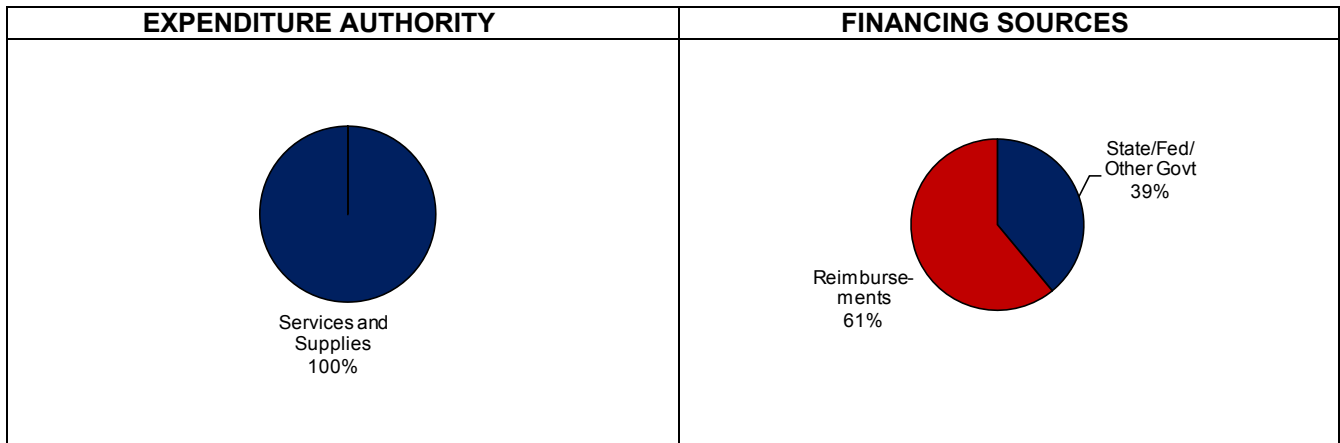 EXPENDITURE AUTHORITY
FINANCING SOURCES
Services and
Supplies
100%
State/Fed/
Other Govt
39%
Reimburse-
ments
61%